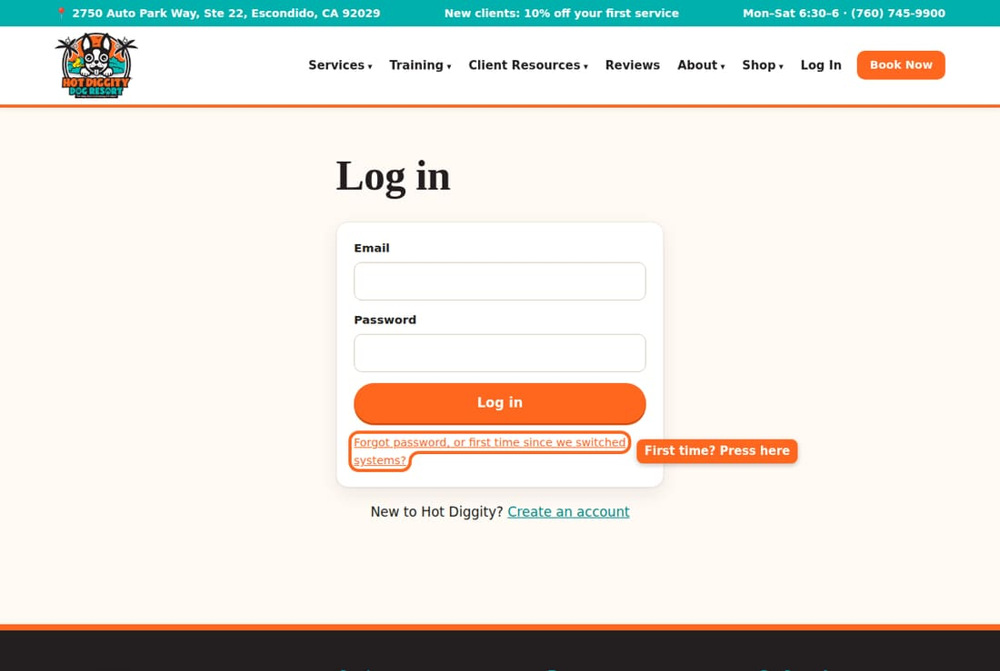 📍 2750 Auto Park Way, Ste 22, Escondido, CA 92029
New clients: 10% off your first service
Mon–Sat 6:30–6 · (760) 745-9900
HOT DIGGITY
DOG RESORT
Services ▾
Training ▾
Client Resources ▾
Reviews
About ▾
Shop ▾
Log In
Book Now
Log in
Email
Password
Log in
Forgot password, or first time since we switched
systems?
First time? Press here
New to Hot Diggity? Create an account